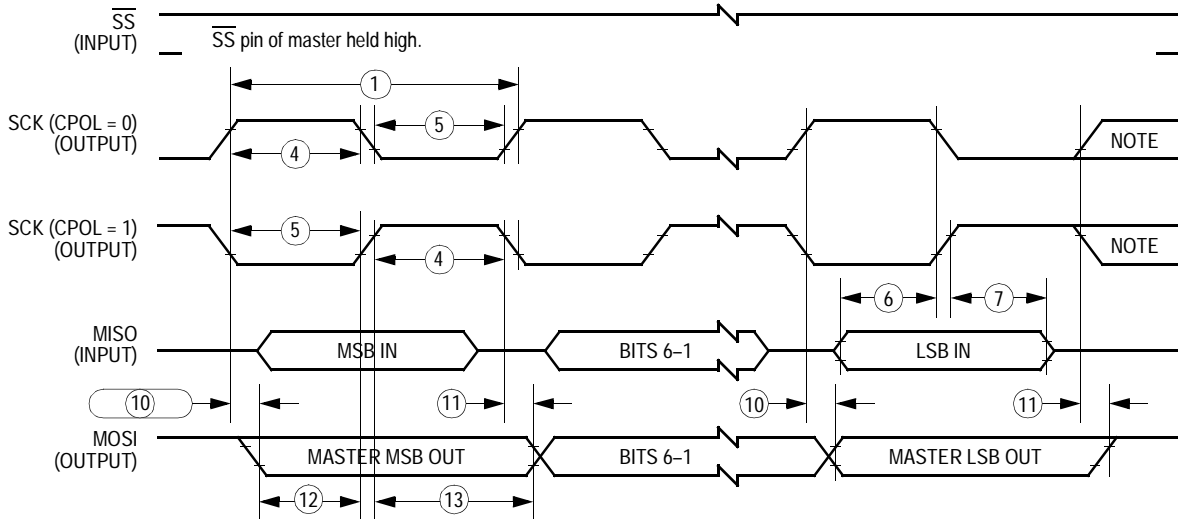 SS
(INPUT)
SS pin of master held high.
1
SCK (CPOL = 0)
(OUTPUT)
5
4
NOTE
SCK (CPOL = 1)
(OUTPUT)
5
4
NOTE
6
7
MISO
(INPUT)
MSB IN
BITS 6–1
LSB IN
10
11
10
11
MOSI
(OUTPUT)
MASTER MSB OUT
BITS 6–1
MASTER LSB OUT
12
13